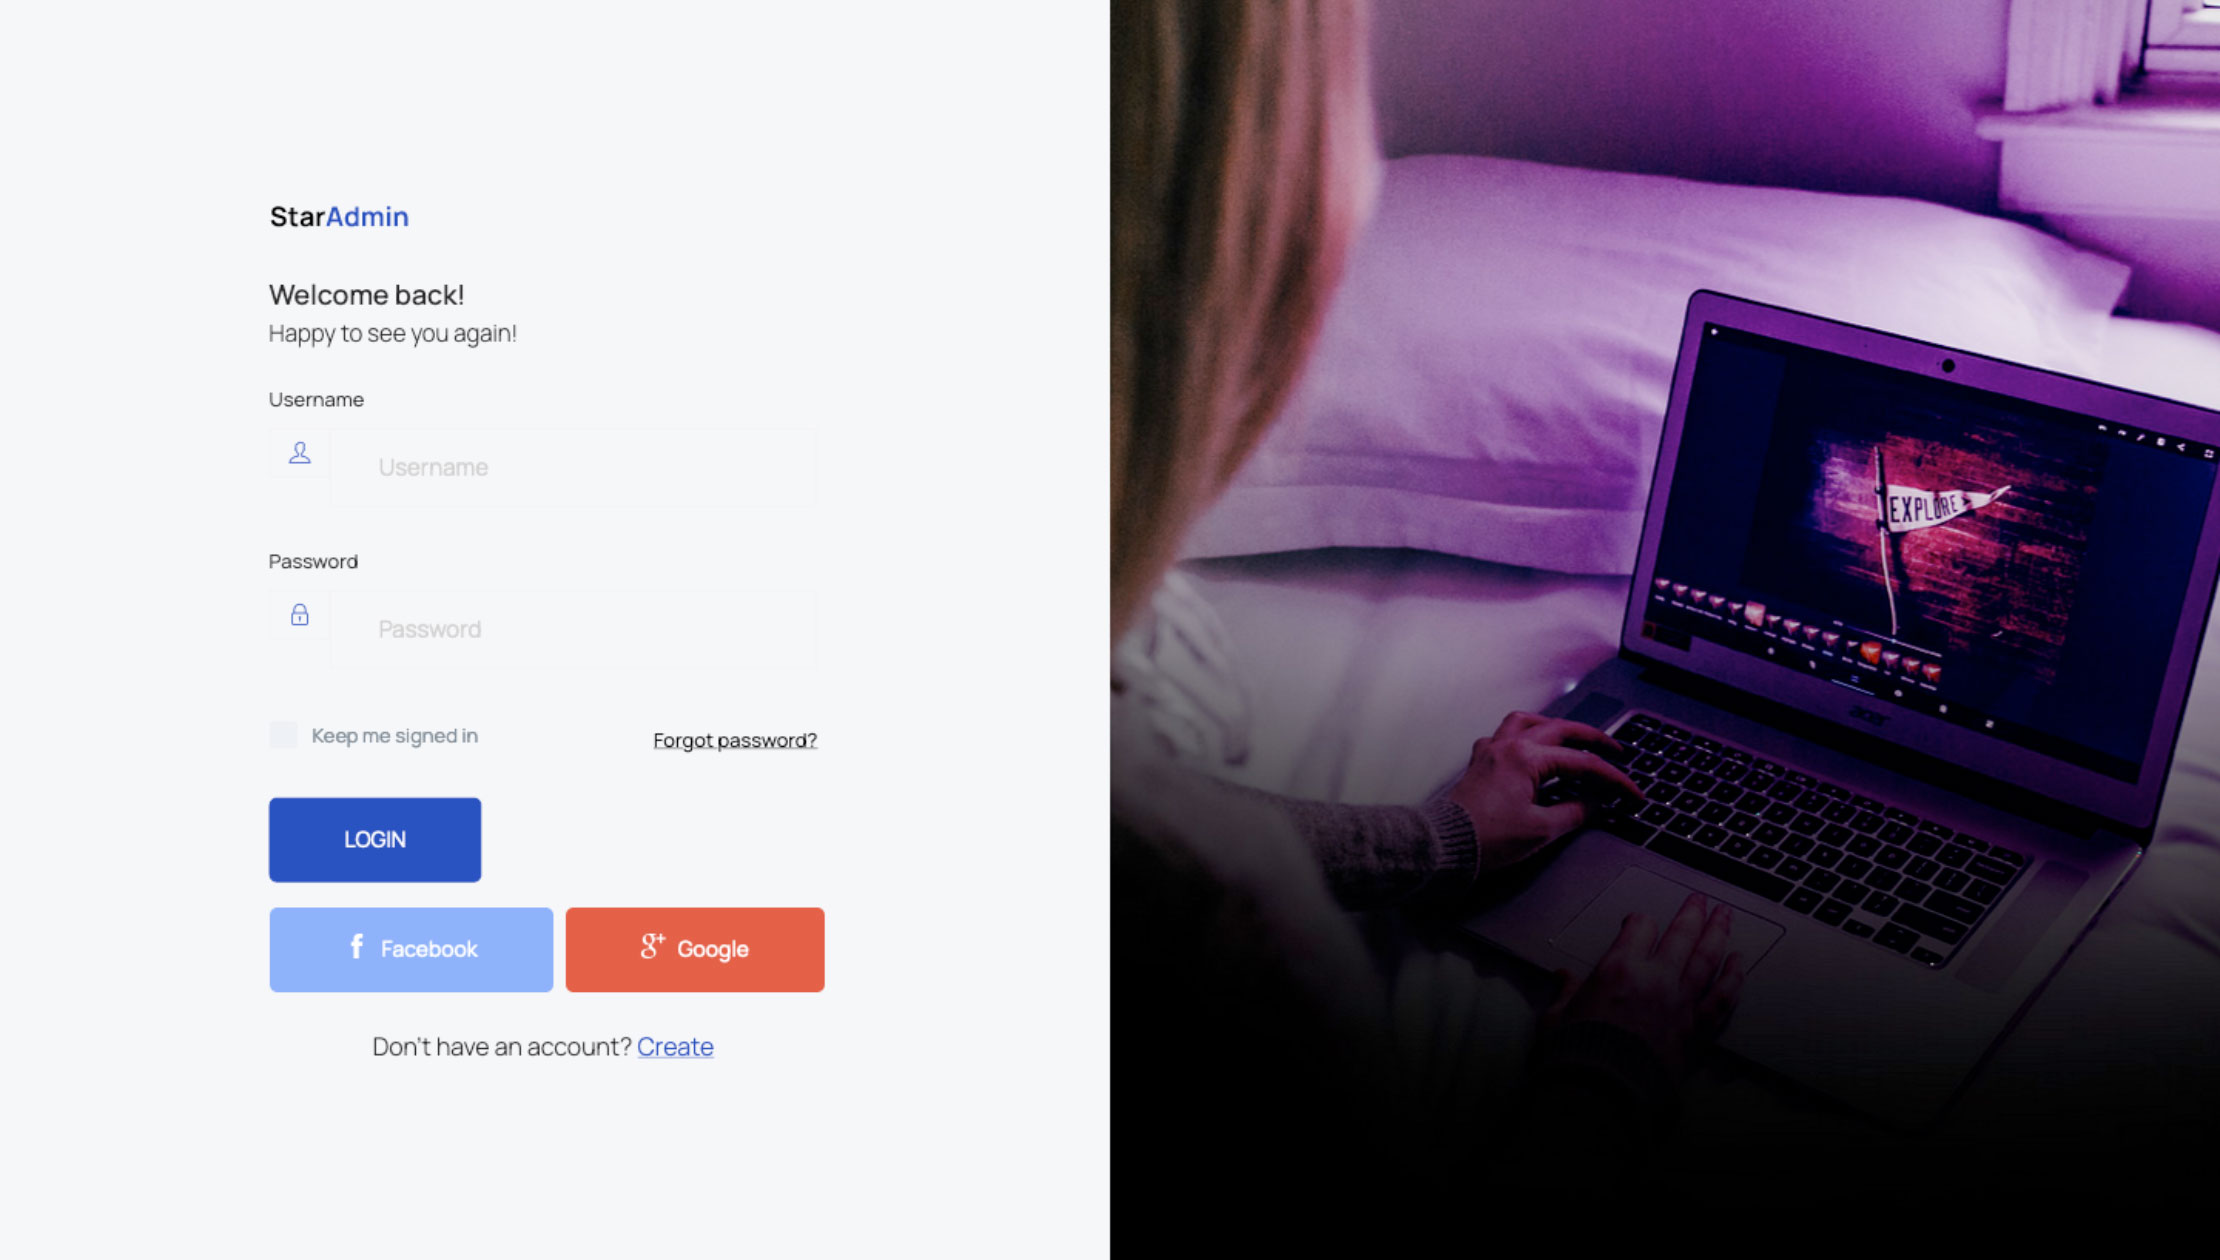 StarAdmin
Welcome back!
Happy to see you again!
Username
Username
Password
Password
Keep me signed in
Forgot password?
LOGIN
Facebook
g+ Google
Don't have an account? Create
EXPLORE
acer